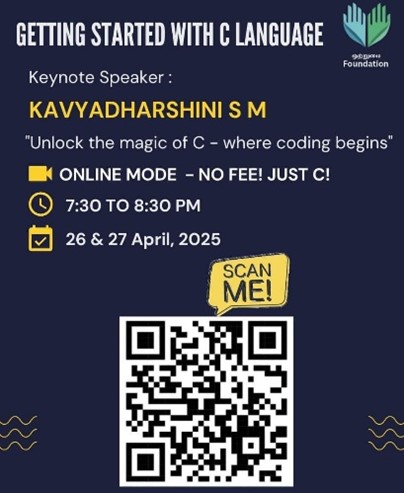 GETTING STARTED WITH C LANGUAGE
Foundation
Keynote Speaker :
KAVYADHARSHINI S M
"Unlock the magic of C - where coding begins"
ONLINE MODE - NO FEE! JUST C!
7:30 TO 8:30 PM
26 & 27 April, 2025
SCAN
ME!